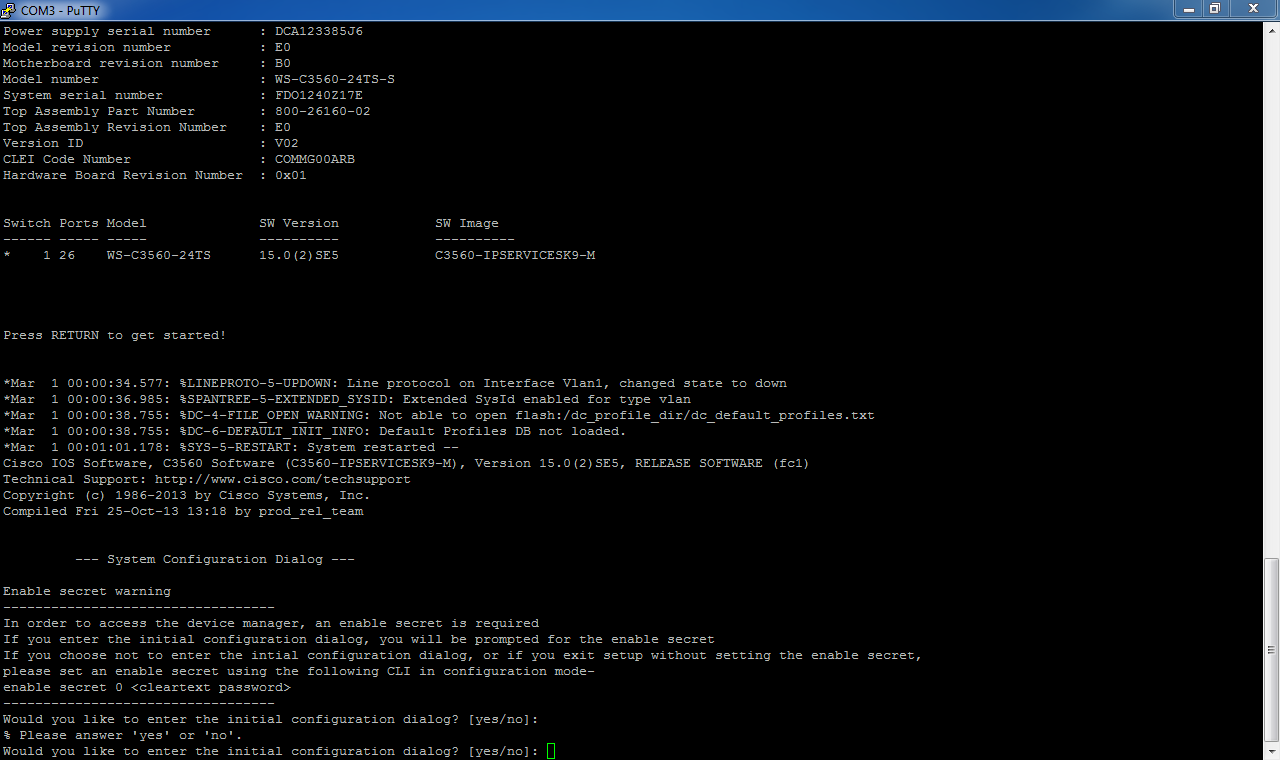 COM3 - PuTTY
Power supply serial number      : DCA123385J6
Model revision number           : E0
Motherboard revision number     : B0
Model number                    : WS-C3560-24TS-S
System serial number            : FDO1240Z17E
Top Assembly Part Number        : 800-26160-02
Top Assembly Revision Number    : E0
Version ID                      : V02
CLEI Code Number                : COMMG00ARB
Hardware Board Revision Number  : 0x01
Switch Ports Model              SW Version            SW Image
------ ----- -----              ----------            ----------
*    1 26    WS-C3560-24TS      15.0(2)SE5            C3560-IPSERVICESK9-M
Press RETURN to get started!
*Mar  1 00:00:34.577: %LINEPROTO-5-UPDOWN: Line protocol on Interface Vlan1, changed state to down
*Mar  1 00:00:36.985: %SPANTREE-5-EXTENDED_SYSID: Extended SysId enabled for type vlan
*Mar  1 00:00:38.755: %DC-4-FILE_OPEN_WARNING: Not able to open flash:/dc_profile_dir/dc_default_profiles.txt
*Mar  1 00:00:38.755: %DC-6-DEFAULT_INIT_INFO: Default Profiles DB not loaded.
*Mar  1 00:01:01.178: %SYS-5-RESTART: System restarted --
Cisco IOS Software, C3560 Software (C3560-IPSERVICESK9-M), Version 15.0(2)SE5, RELEASE SOFTWARE (fc1)
Technical Support: http://www.cisco.com/techsupport
Copyright (c) 1986-2013 by Cisco Systems, Inc.
Compiled Fri 25-Oct-13 13:18 by prod_rel_team
--- System Configuration Dialog ---
Enable secret warning
----------------------------------
In order to access the device manager, an enable secret is required
If you enter the initial configuration dialog, you will be prompted for the enable secret
If you choose not to enter the intial configuration dialog, or if you exit setup without setting the enable secret,
please set an enable secret using the following CLI in configuration mode-
enable secret 0 <cleartext password>
----------------------------------
Would you like to enter the initial configuration dialog? [yes/no]:
% Please answer 'yes' or 'no'.
Would you like to enter the initial configuration dialog? [yes/no]: